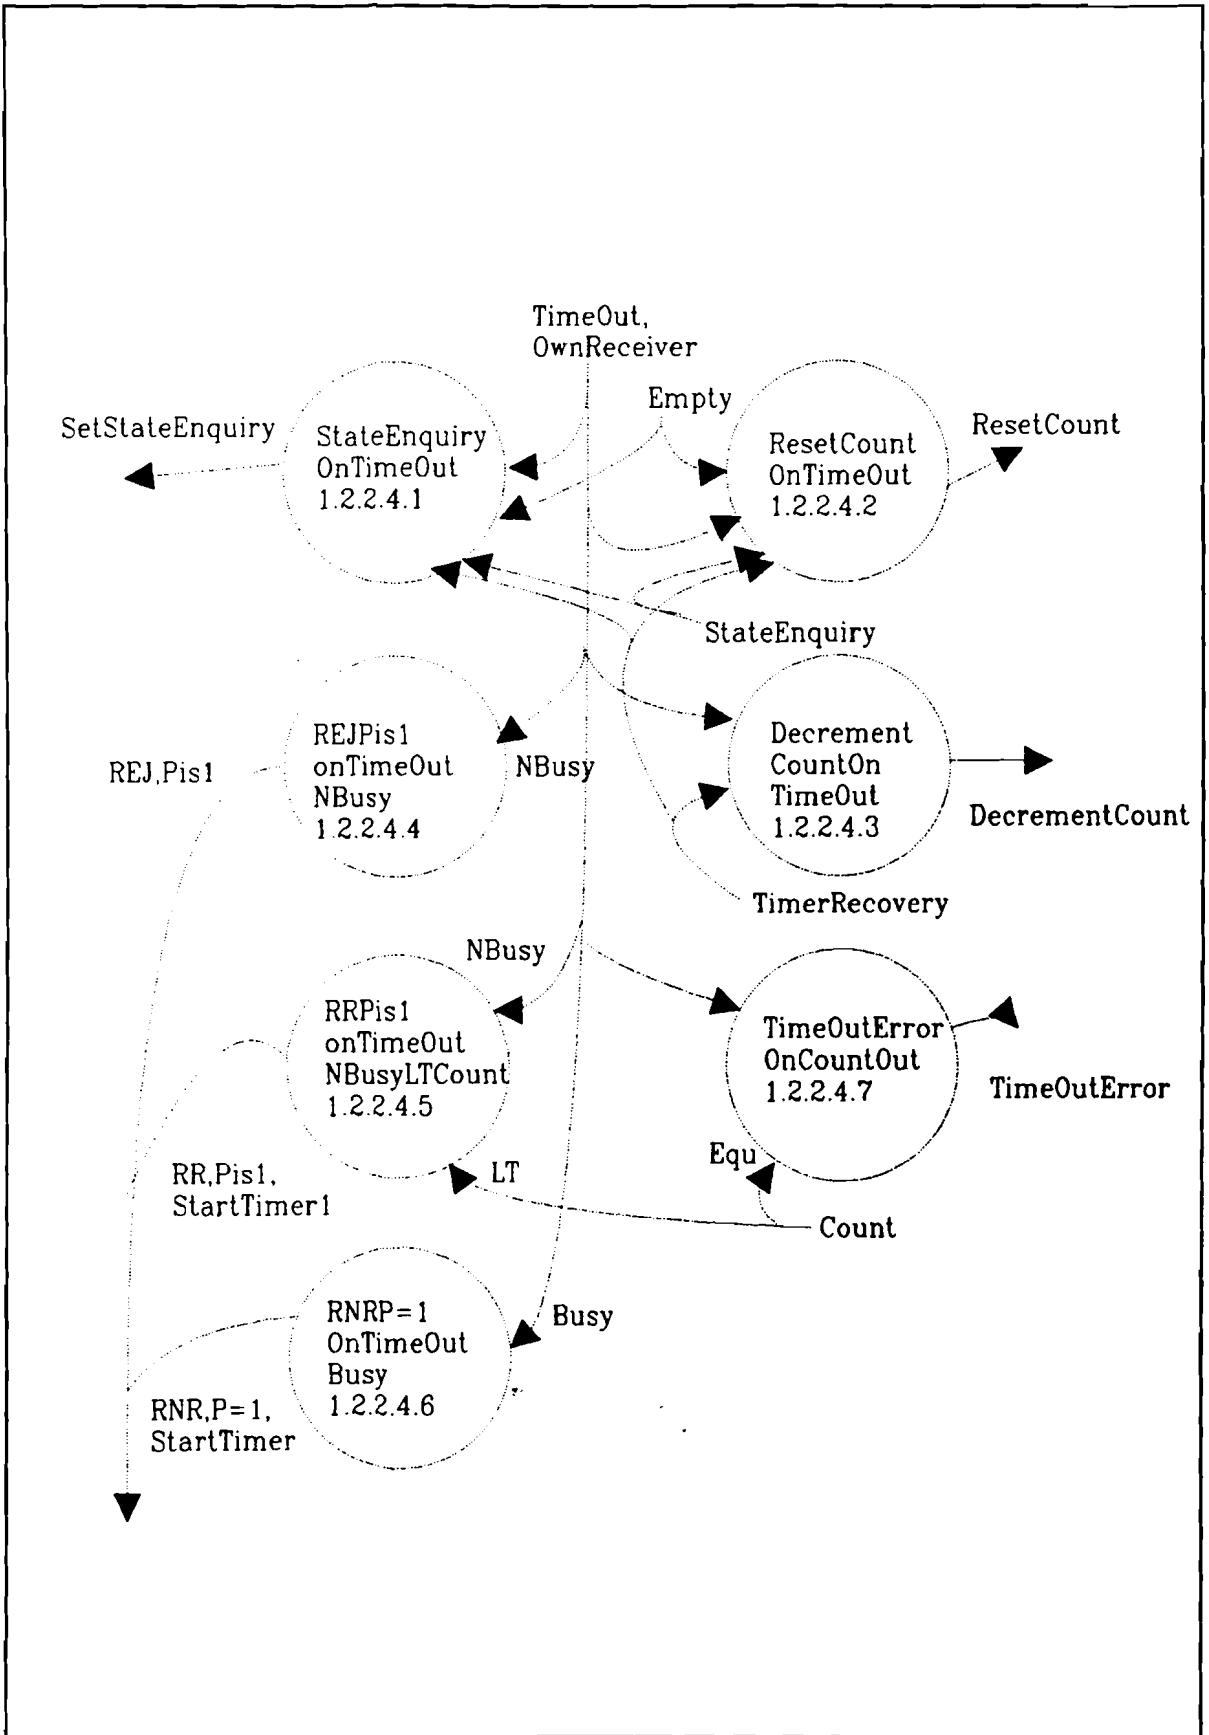 TimeOut,
OwnReceiver
Empty
SetStateEnquiry
StateEnquiry
OnTimeOut
1.2.2.4.1
ResetCount
OnTimeOut
1.2.2.4.2
ResetCount
StateEnquiry
REJ,Pis1
REJPis1
onTimeOut
NBusy
1.2.2.4.4
NBusy
Decrement
CountOn
TimeOut
1.2.2.4.3
DecrementCount
TimerRecovery
NBusy
RRPis1
onTimeOut
NBusyLTCount
1.2.2.4.5
TimeOutError
OnCountOut
1.2.2.4.7
TimeOutError
RR,Pis1,
StartTimer1
LT
Equ
Count
RNRP=1
OnTimeOut
Busy
1.2.2.4.6
Busy
RNR,P=1,
StartTimer